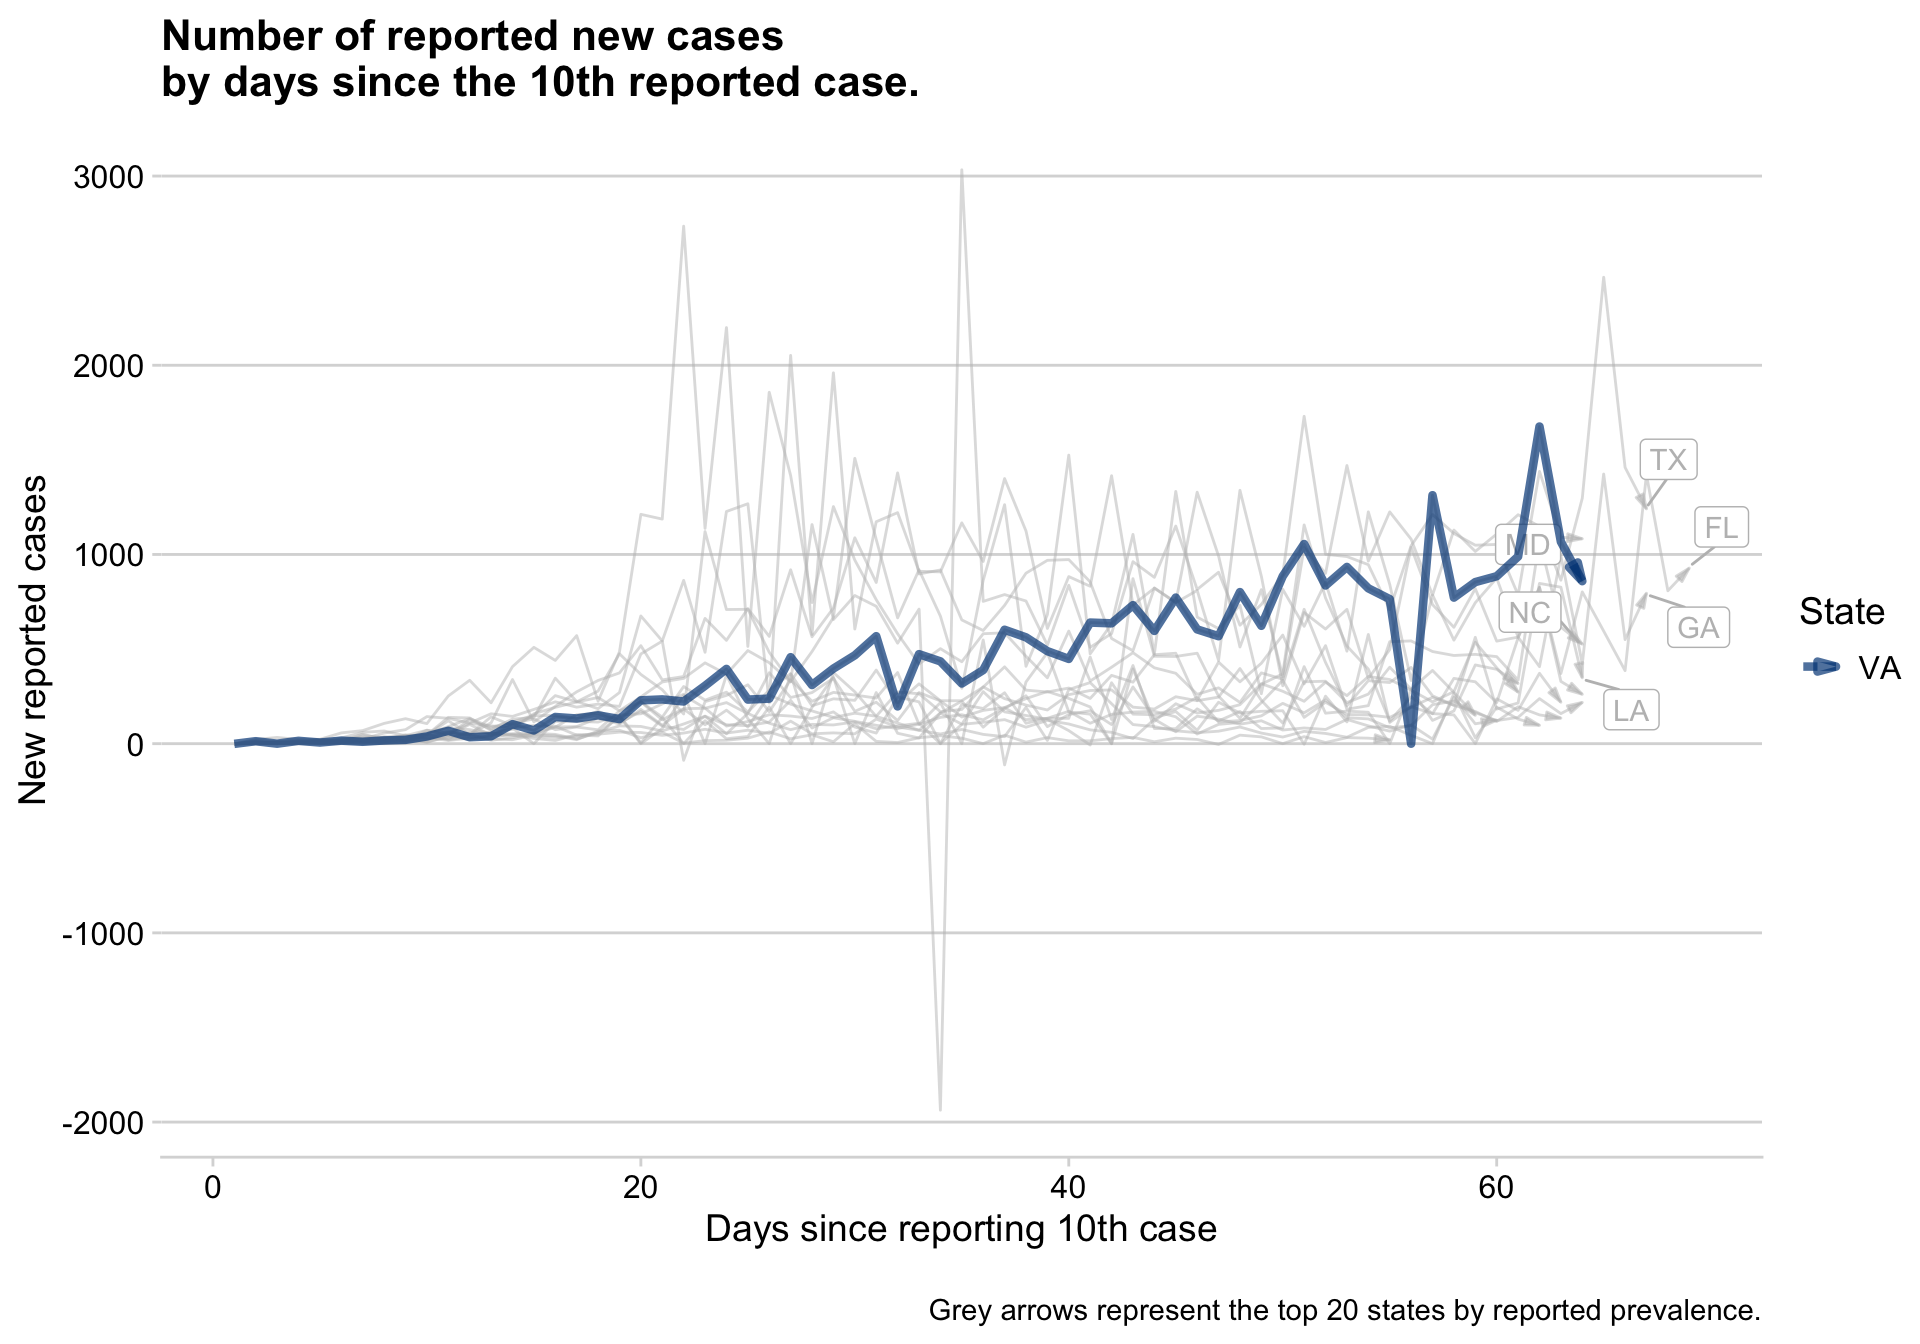 Number of reported new cases
by days since the 10th reported case.
3000
2000
1000
0
-1000
-2000
New reported cases
TX
FL
MD
NC
GA
LA
State
VA
0
20
40
60
Days since reporting 10th case
Grey arrows represent the top 20 states by reported prevalence.